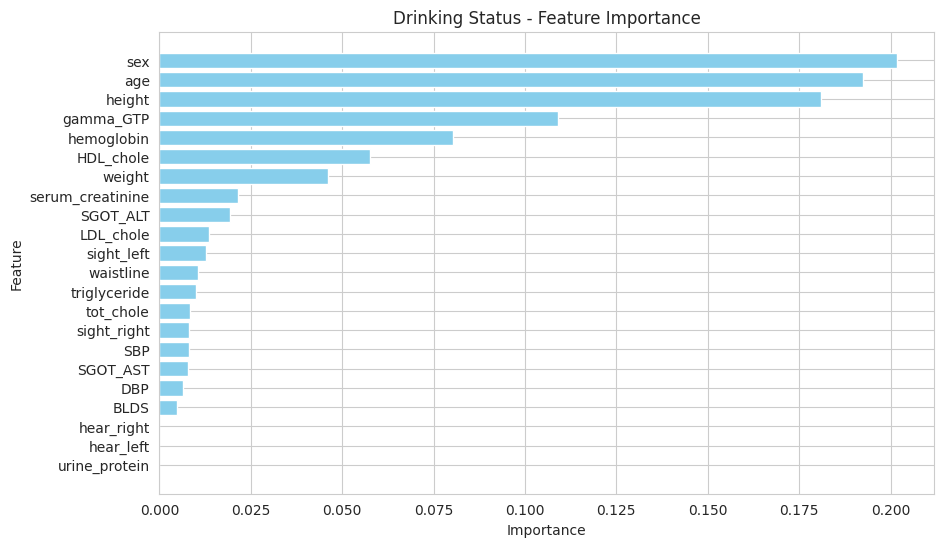 Drinking Status - Feature Importance
sex
age
height
gamma_GTP
hemoglobin
HDL_chole
weight
serum_creatinine
SGOT_ALT
LDL_chole
sight_left
waistline
triglyceride
tot_chole
sight_right
SBP
SGOT_AST
DBP
BLDS
hear_right
hear_left
urine_protein
Feature
0.000 0.025 0.050 0.075 0.100 0.125 0.150 0.175 0.200
Importance